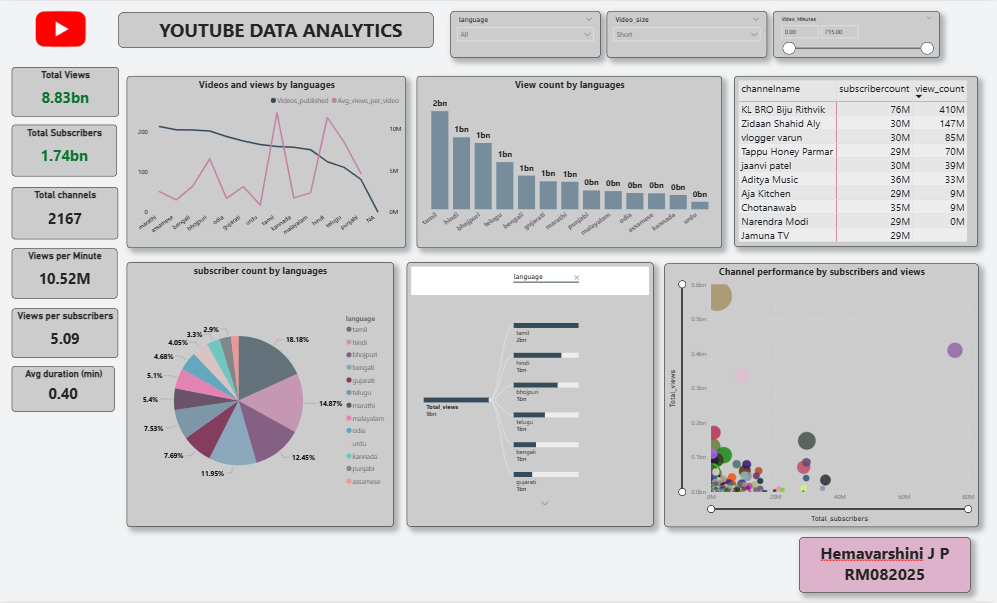 YOUTUBE DATA ANALYTICS
language
All
Video_size
Short
Video_Minutes
0.00 715.00
Total Views
8.83bn
Total Subscribers
1.74bn
Total channels
2167
Views per Minute
10.52M
Views per subscribers
5.09
Avg duration (min)
0.40
Videos and views by languages
Videos_published Avg_views_per_video
200
100
0
10M
5M
0M
marathi
assamese
bengali
bhojpuri
odia
gujarati
urdu
tamil
kannada
malayalam
hindi
telugu
punjabi
NA
View count by languages
2bn
1bn
1bn
1bn
1bn
1bn
1bn
0bn
0bn
0bn
0bn
0bn
0bn
tamil
hindi
bhojpuri
telugu
bengali
gujarati
marathi
punjabi
malayalam
odia
assamese
kannada
urdu
channelname subscribercount view_count
KL BRO Biju Rithvik 76M 410M
Zidaan Shahid Aly 30M 147M
vlogger varun 30M 85M
Tappu Honey Parmar 29M 70M
jaanvi patel 30M 39M
Aditya Music 36M 33M
Aja Kitchen 29M 9M
Chotanawab 35M 9M
Narendra Modi 29M 0M
Jamuna TV 29M
subscriber count by languages
18.18%
14.87%
12.45%
11.95%
7.69%
7.53%
5.4%
5.1%
4.68%
4.05%
3.3%
2.9%
language
tamil
hindi
bhojpuri
bengali
gujarati
telugu
marathi
malayalam
odia
urdu
kannada
punjabi
assamese
language
Total_views
9bn
tamil
2bn
hindi
1bn
bhojpuri
1bn
telugu
1bn
bengali
1bn
gujarati
1bn
Channel performance by subscribers and views
Total_views
0.6bn
0.5bn
0.4bn
0.3bn
0.2bn
0.1bn
0.0bn
0M 20M 40M 60M 80M
Total_subscribers
Hemavarshini J P
RM082025